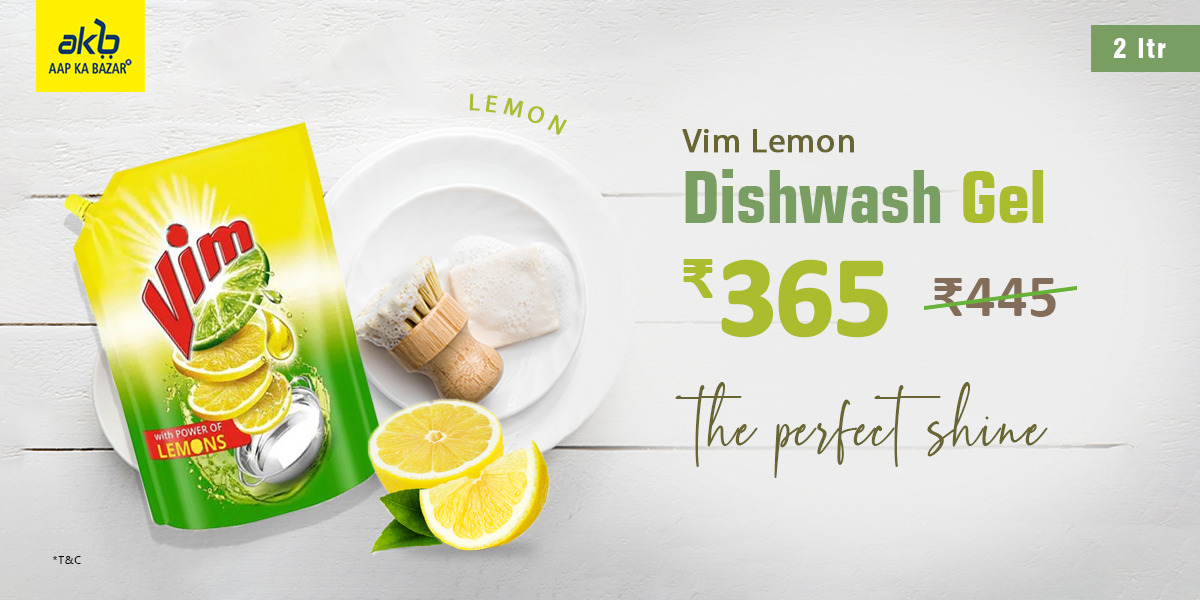 akb
AAP KA BAZAR
2 ltr
LEMON
Vim Lemon
Dishwash Gel
₹365 ₹445
the perfect shine
Vim
with POWER OF
LEMONS
*T&C